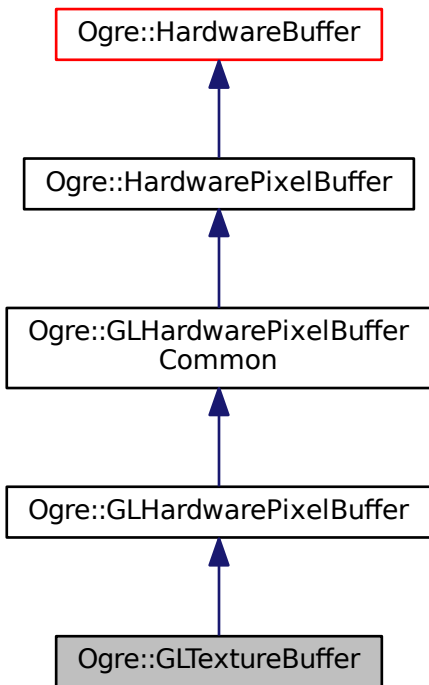 Ogre::HardwareBuffer
Ogre::HardwarePixelBuffer
Ogre::GLHardwarePixelBuffer
Common
Ogre::GLHardwarePixelBuffer
Ogre::GLTextureBuffer